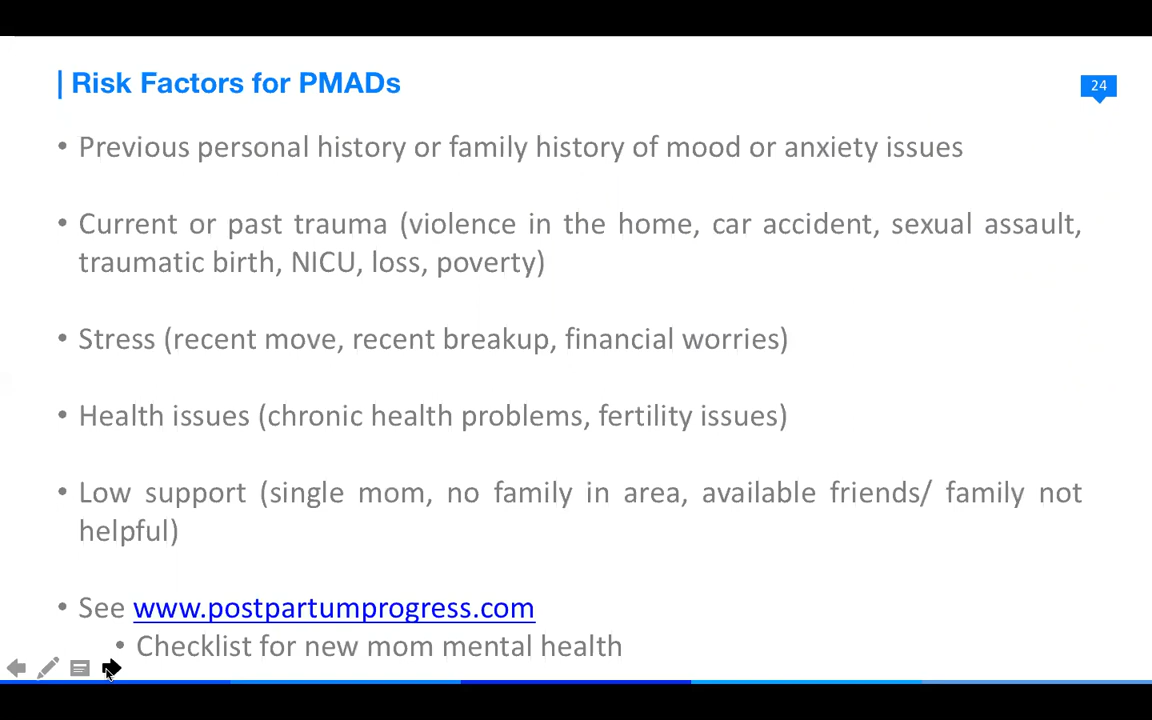 | Risk Factors for PMADs
24
• Previous personal history or family history of mood or anxiety issues
• Current or past trauma (violence in the home, car accident, sexual assault,
traumatic birth, NICU, loss, poverty)
• Stress (recent move, recent breakup, financial worries)
• Health issues (chronic health problems, fertility issues)
• Low support (single mom, no family in area, available friends/ family not
helpful)
• See www.postpartumprogress.com
• Checklist for new mom mental health